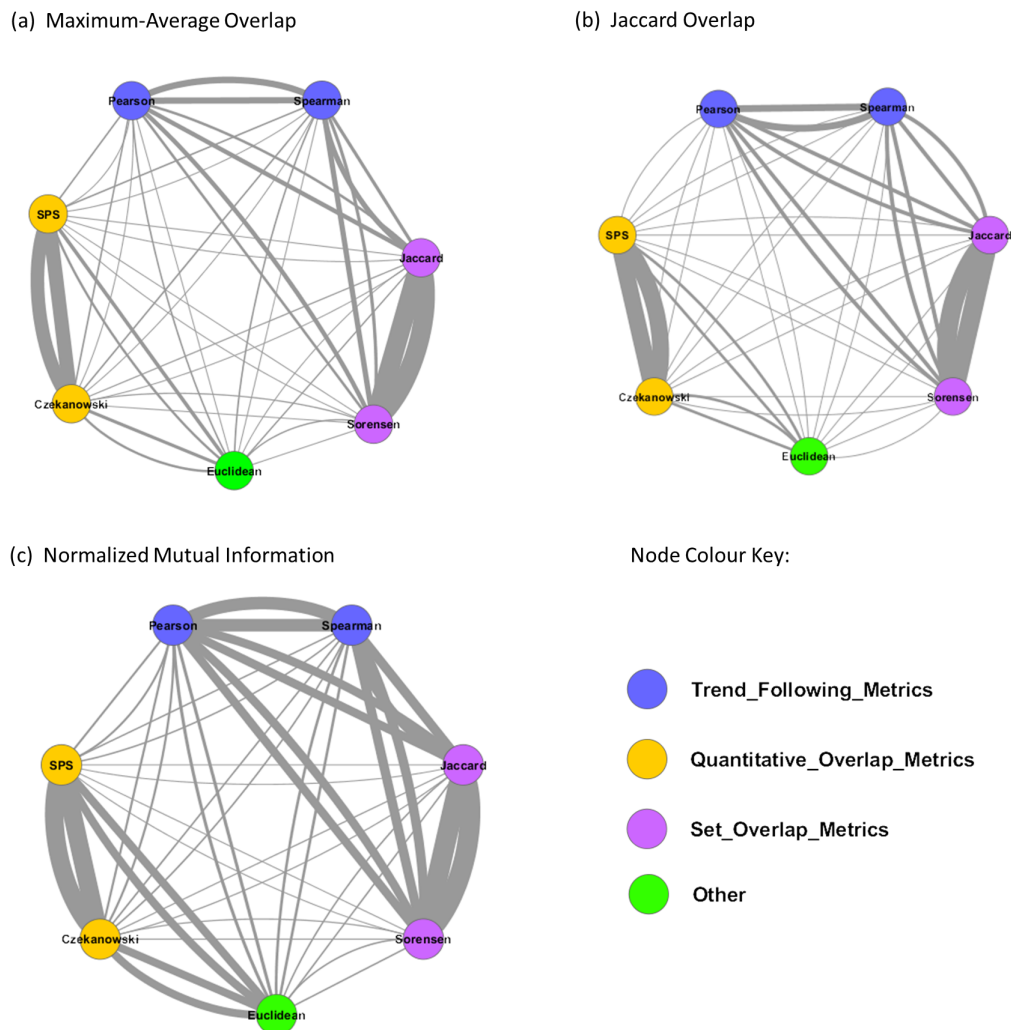 (a) Maximum-Average Overlap
(b) Jaccard Overlap
Pearson
Spearman
SPS
Jaccard
Czekanowski
Sorensen
Euclidean
Pearson
Spearman
SPS
Jaccard
Czekanowski
Sorensen
Euclidean
(c) Normalized Mutual Information
Node Colour Key:
Pearson
Spearman
SPS
Jaccard
Czekanowski
Sorensen
Euclidean
Trend_Following_Metrics
Quantitative_Overlap_Metrics
Set_Overlap_Metrics
Other